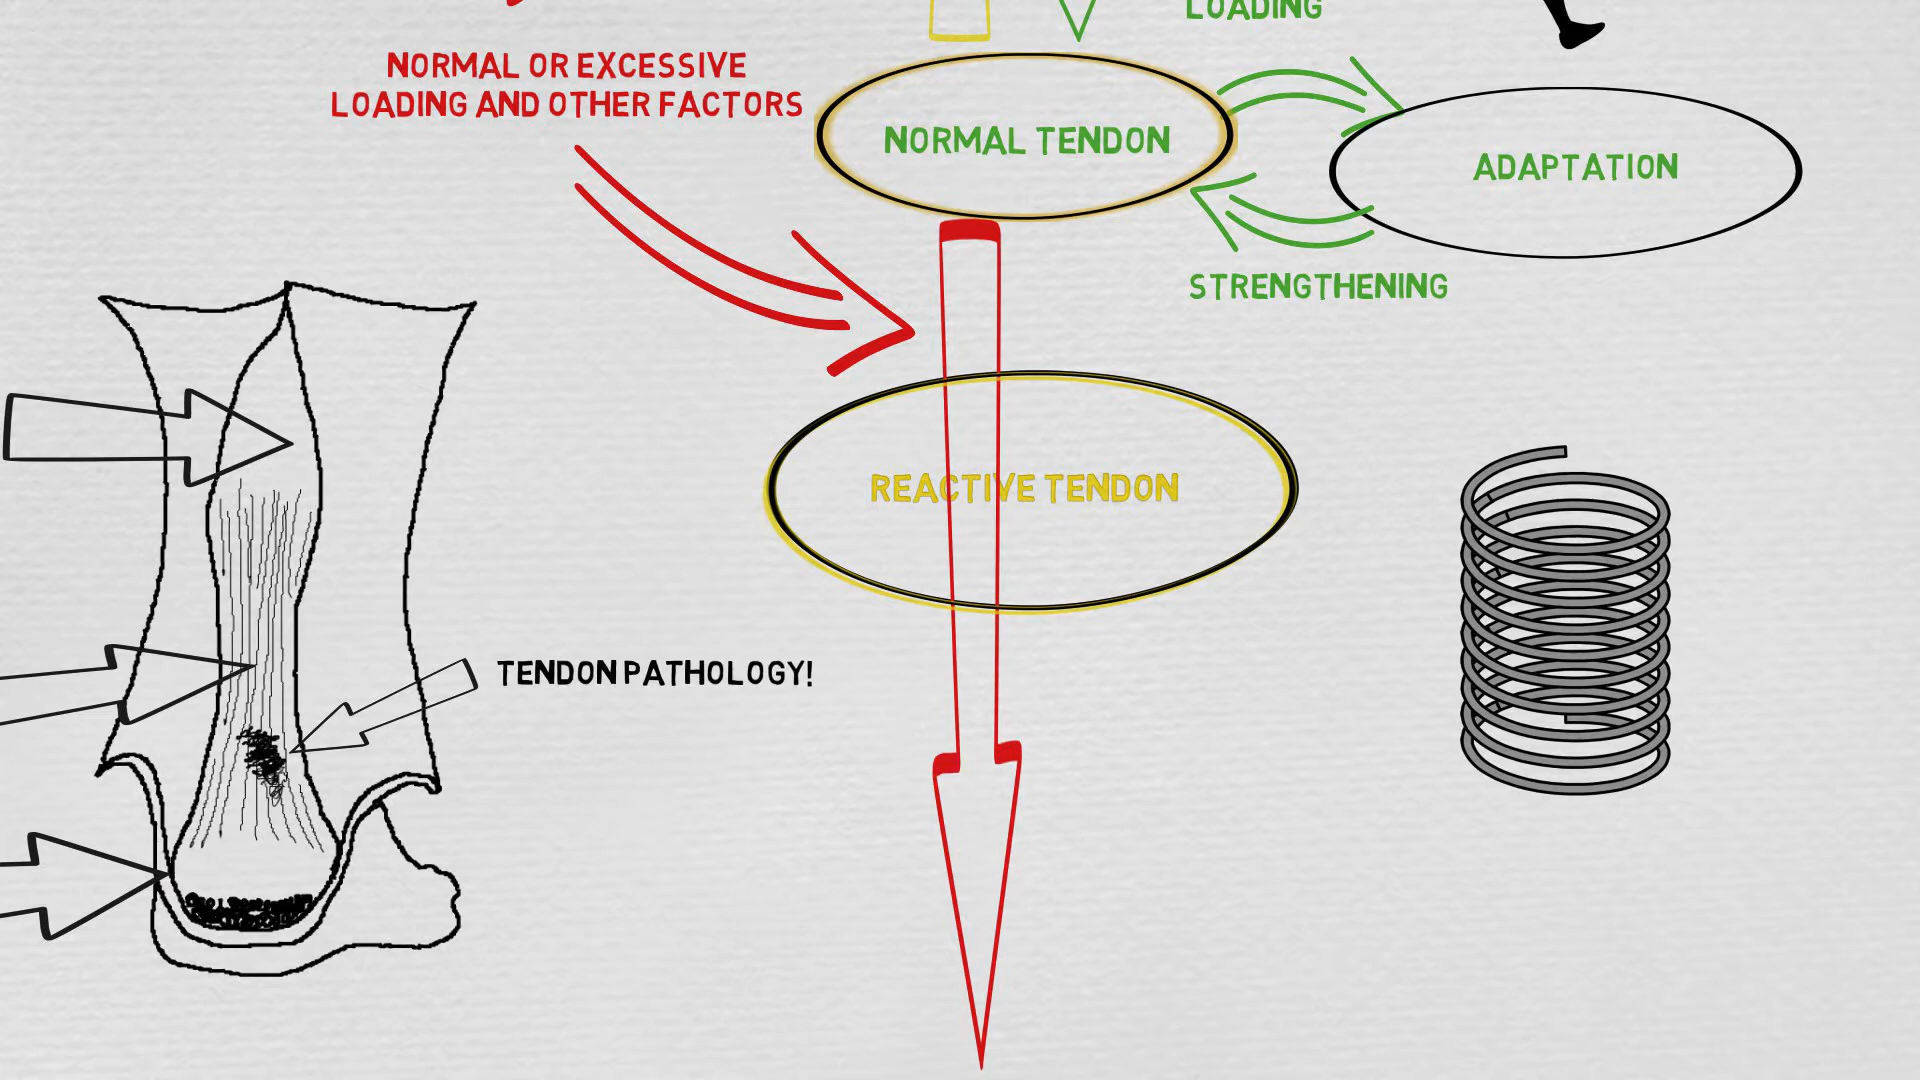 LOADING
NORMAL OR EXCESSIVE
LOADING AND OTHER FACTORS
NORMAL TENDON
ADAPTATION
STRENGTHENING
REACTIVE TENDON
TENDON PATHOLOGY!